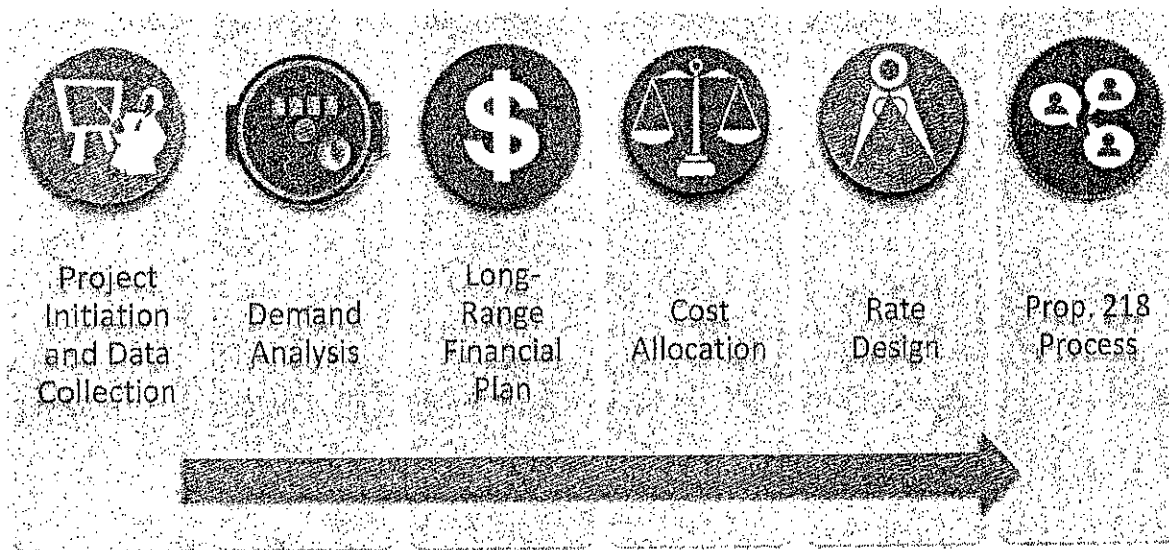 Project
Initiation
and Data
Collection
Demand
Analysis
Long-
Range
Financial
Plan
Cost
Allocation
Rate
Design
Prop. 218
Process